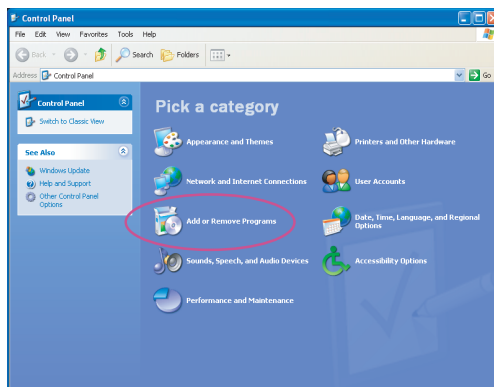 Control Panel
File Edit View Favorites Tools Help
Back Search Folders
Address Control Panel Go
Control Panel
Switch to Classic View
See Also
Windows Update
Help and Support
Other Control Panel
Options
Pick a category
Appearance and Themes
Printers and Other Hardware
Network and Internet Connections
User Accounts
Add or Remove Programs
Date, Time, Language, and Regional
Options
Sounds, Speech, and Audio Devices
Accessibility Options
Performance and Maintenance